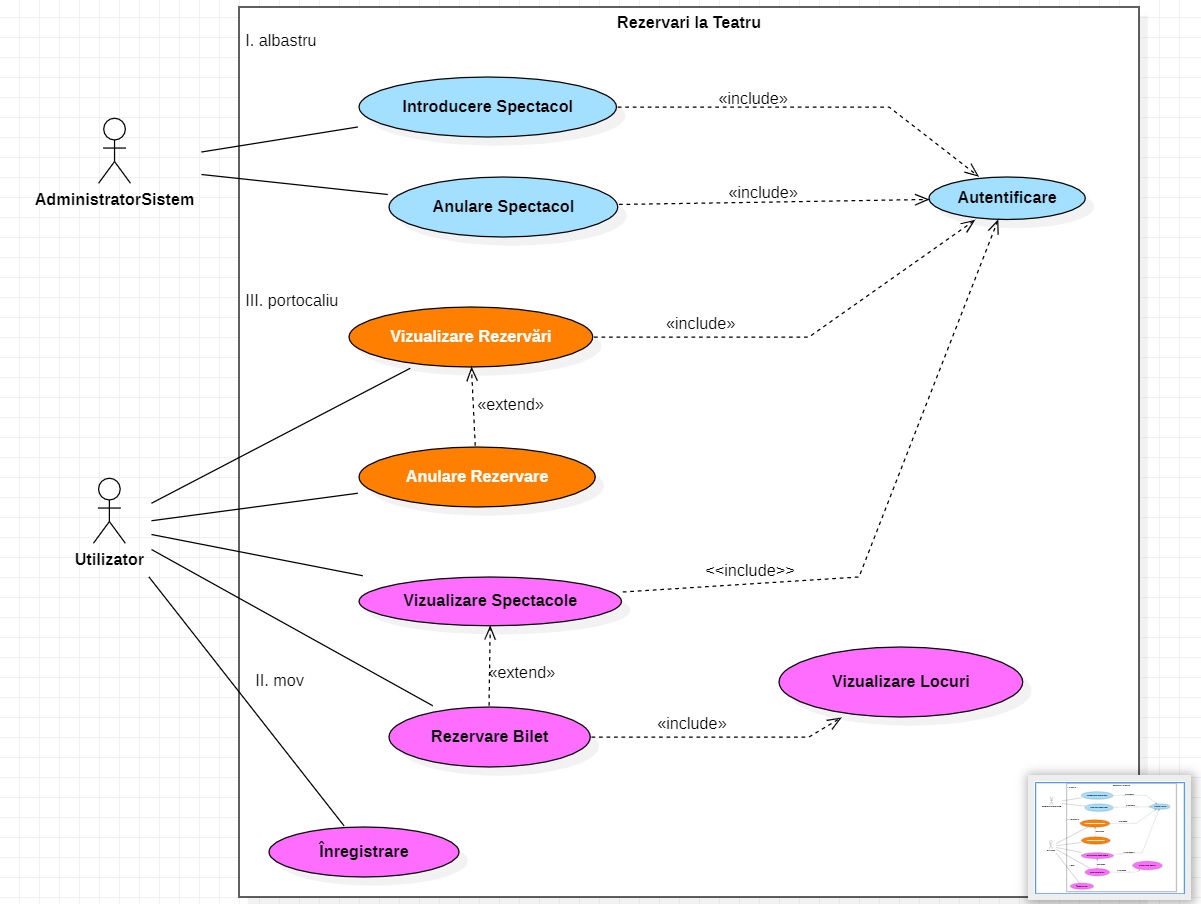 Rezervari la Teatru
I. albastru
Introducere Spectacol
«include»
AdministratorSistem
Anulare Spectacol
«include»
Autentificare
III. portocaliu
Vizualizare Rezervări
«include»
«extend»
Anulare Rezervare
Utilizator
<<include>>
Vizualizare Spectacole
«extend»
II. mov
Vizualizare Locuri
Rezervare Bilet
«include»
Înregistrare